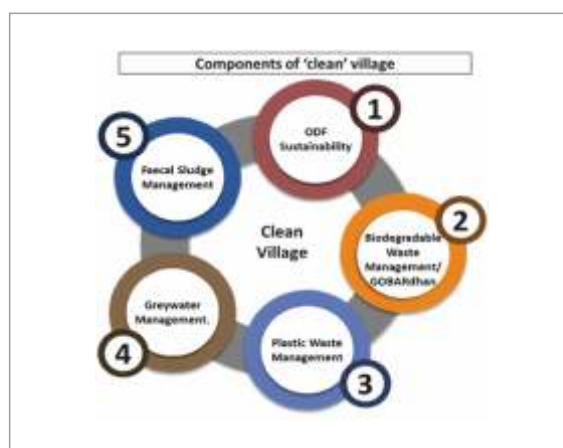 Components of 'clean' village
1
ODF
Sustainability
2
Biodegradable
Waste
Management/
GOBARdhan
3
Plastic Waste
Management
4
Greywater
Management.
5
Faecal Sludge
Management
Clean
Village